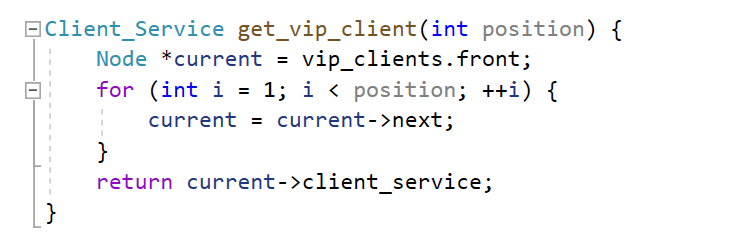 Client_Service get_vip_client(int position) {
    Node *current = vip_clients.front;
    for (int i = 1; i < position; ++i) {
        current = current->next;
    }
    return current->client_service;
}